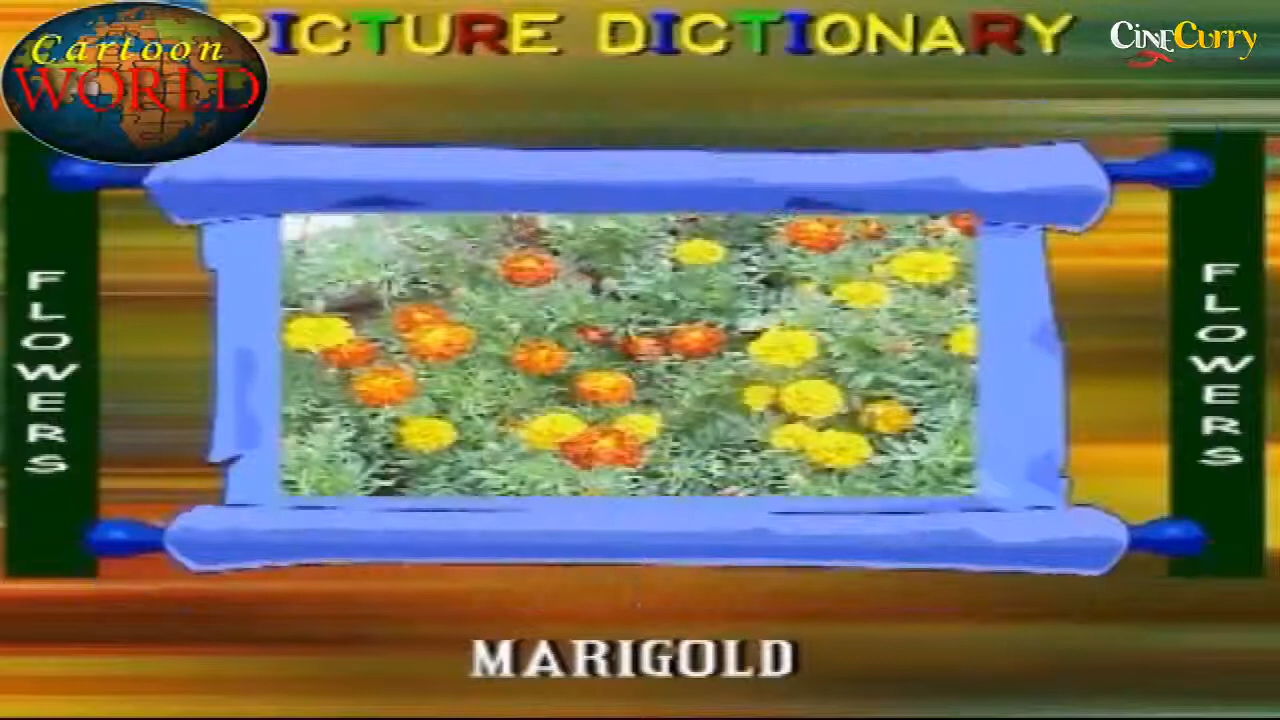 PICTURE DICTIONARY
Cartoon
WORLD
CINECURRY
FLOWERS
FLOWERS
MARIGOLD